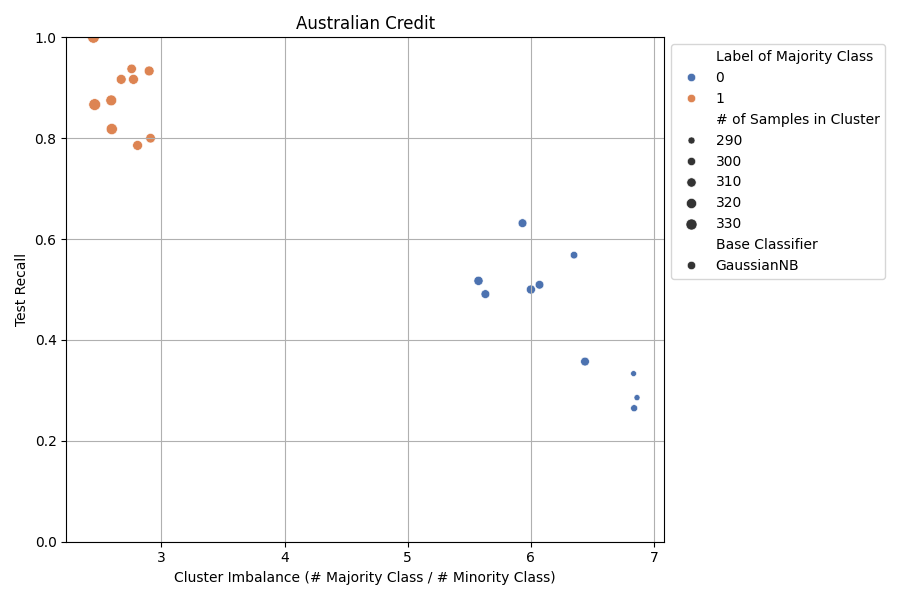 Australian Credit
1.0
0.8
0.6
0.4
0.2
0.0
Test Recall
3
4
5
6
7
Cluster Imbalance (# Majority Class / # Minority Class)
Label of Majority Class
0
1
# of Samples in Cluster
290
300
310
320
330
Base Classifier
GaussianNB